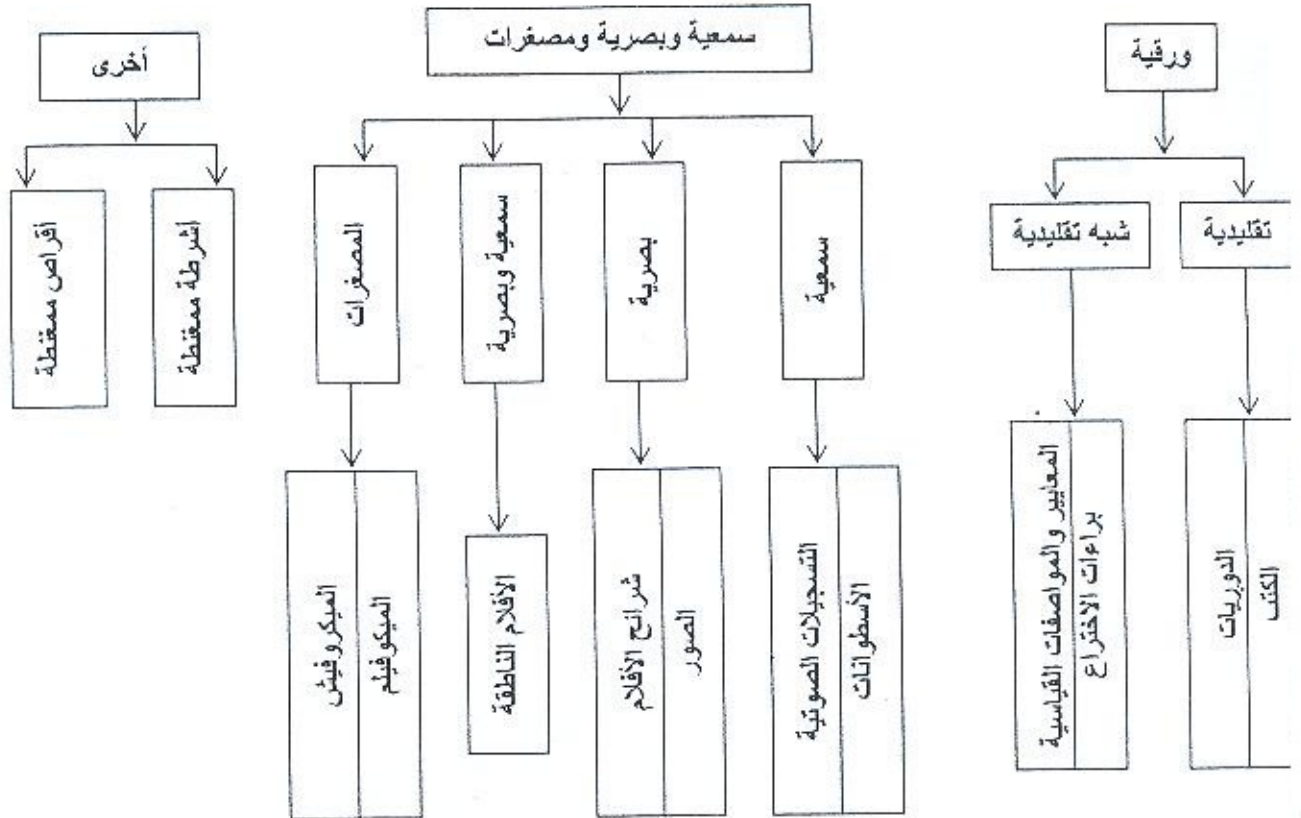 ورقية
سمعية وبصرية ومصغرات
أخرى
تقليدية
شبه تقليدية
سمعية
بصرية
سمعية وبصرية
المصغرات
أشرطة ممغنطة
أقراص ممغنطة
الكتب
الدوريات
براءات الاختراع
المعايير والمواصفات القياسية
الأسطوانات
التسجيلات الصوتية
الصور
شرائح الأفلام
الأفلام الناطقة
الميكوفيلم
الميكروفيش